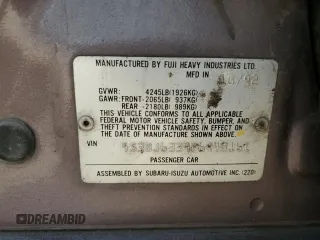 MANUFACTURED BY FUJI HEAVY INDUSTRIES LTD.
MFD IN
GVWR: 4245LB(1926KG)
GAWR:FRONT-2065LB( 937KG)
REAR -2180LB( 989KG)
THIS VEHICLE CONFORMS TO ALL APPLICABLE
FEDERAL MOTOR VEHICLE SAFETY, BUMPER, AND
THEFT PREVENTION STANDARDS IN EFFECT ON
THE DATE OF MANUFACTURE SHOWN ABOVE.
VIN
PASSENGER CAR
ASSEMBLED BY SUBARU-ISUZU AUTOMOTIVE INC.(220)
DREAMBID